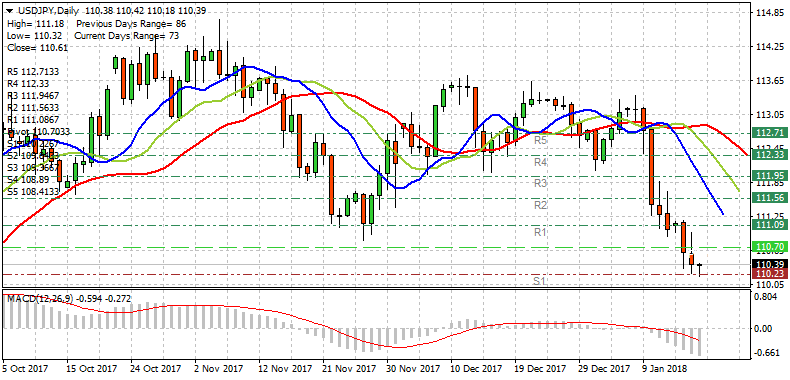 USDJPY,Daily 110.38 110.42 110.18 110.39
High= 111.18 Previous Days Range= 86
Low= 110.32 Current Days Range= 73
Close= 110.61
R5 112.7133
R4 112.33
R3 111.9467
R2 111.5633
R1 111.0867
Pivot 110.7033
S3 109.3667
S4 108.89
S5 108.4133
R5
R4
R3
R2
R1
S1
114.85
114.25
113.65
113.05
112.71
112.33
111.95
111.85
111.56
111.25
111.09
110.70
110.39
110.23
110.05
MACD(12,26,9) -0.594 -0.272
0.804
0.00
-0.661
5 Oct 2017
15 Oct 2017
24 Oct 2017
2 Nov 2017
12 Nov 2017
21 Nov 2017
30 Nov 2017
10 Dec 2017
19 Dec 2017
29 Dec 2017
9 Jan 2018